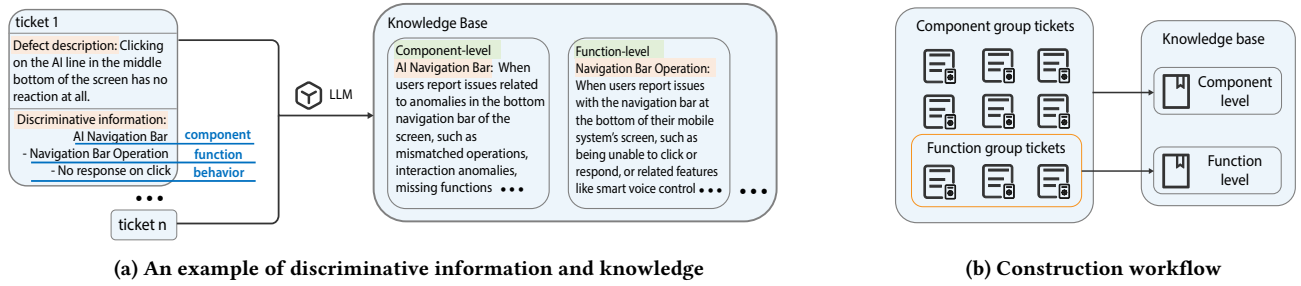 ticket 1
Defect description: Clicking
on the AI line in the middle
bottom of the screen has no
reaction at all.
Discriminative information:
AI Navigation Bar component
- Navigation Bar Operation function
- No response on click behavior
•••
ticket n
LLM
Knowledge Base
Component-level
AI Navigation Bar: When
users report issues related
to anomalies in the bottom
navigation bar of the
screen, such as
mismatched operations,
interaction anomalies,
missing functions •••
Function-level
Navigation Bar Operation:
When users report issues
with the navigation bar at
the bottom of their mobile
system's screen, such as
being unable to click or
respond, or related features
like smart voice control •••
•••
(a) An example of discriminative information and knowledge
Component group tickets
Function group tickets
Knowledge base
Component
level
Function
level
(b) Construction workflow